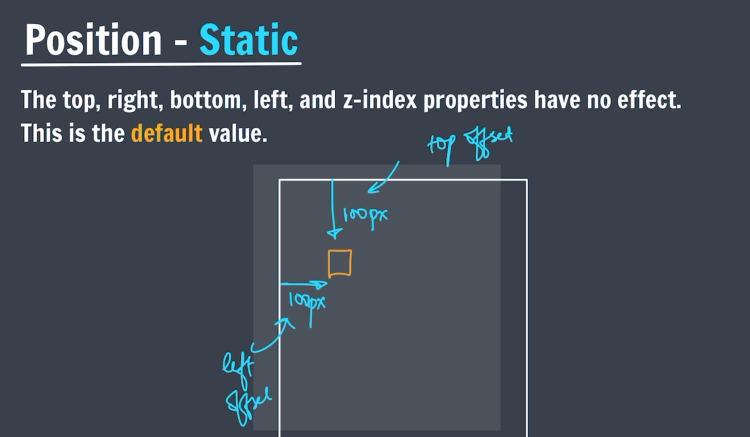 Position - Static
The top, right, bottom, left, and z-index properties have no effect.
This is the default value.
top offset
100px
100px
left
offset